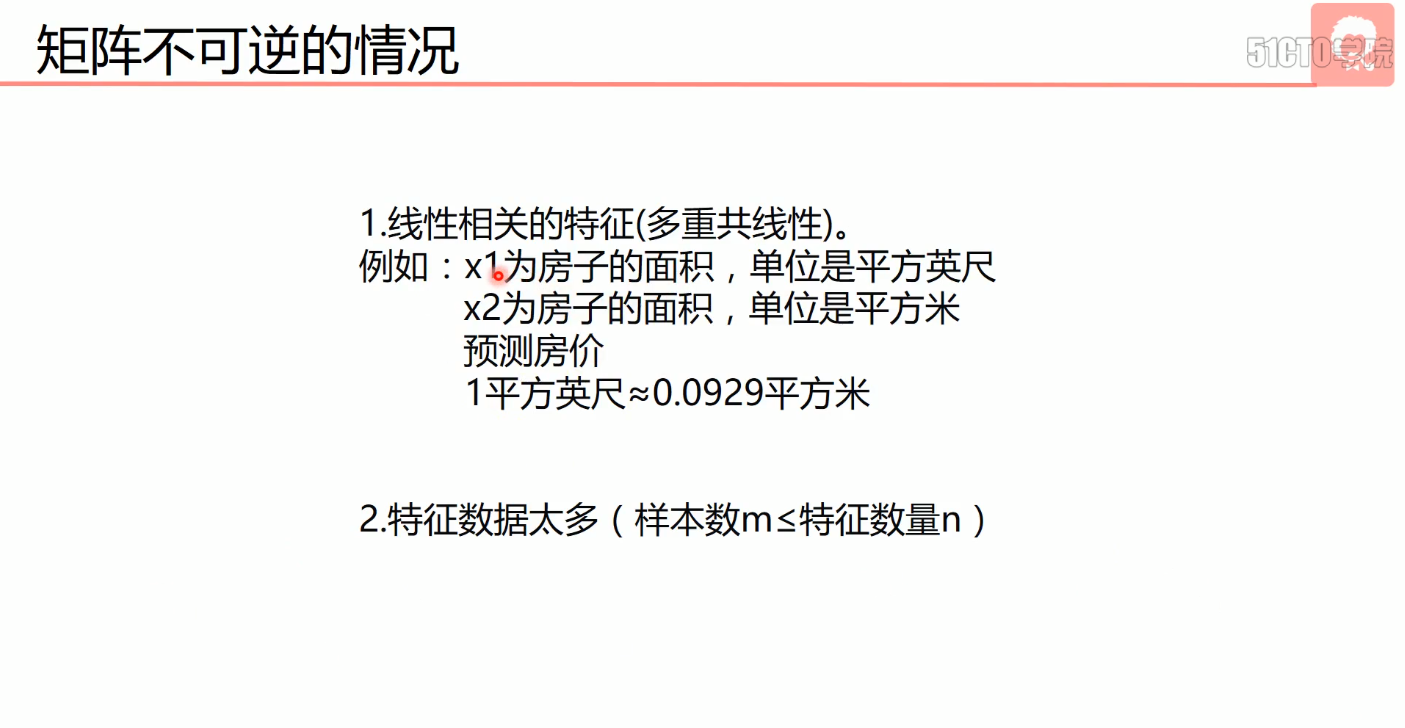 矩阵不可逆的情况
51CTO学院
1.线性相关的特征(多重共线性)。
例如：x1为房子的面积，单位是平方英尺
x2为房子的面积，单位是平方米
预测房价
1平方英尺≈0.0929平方米
2.特征数据太多（样本数m≤特征数量n）